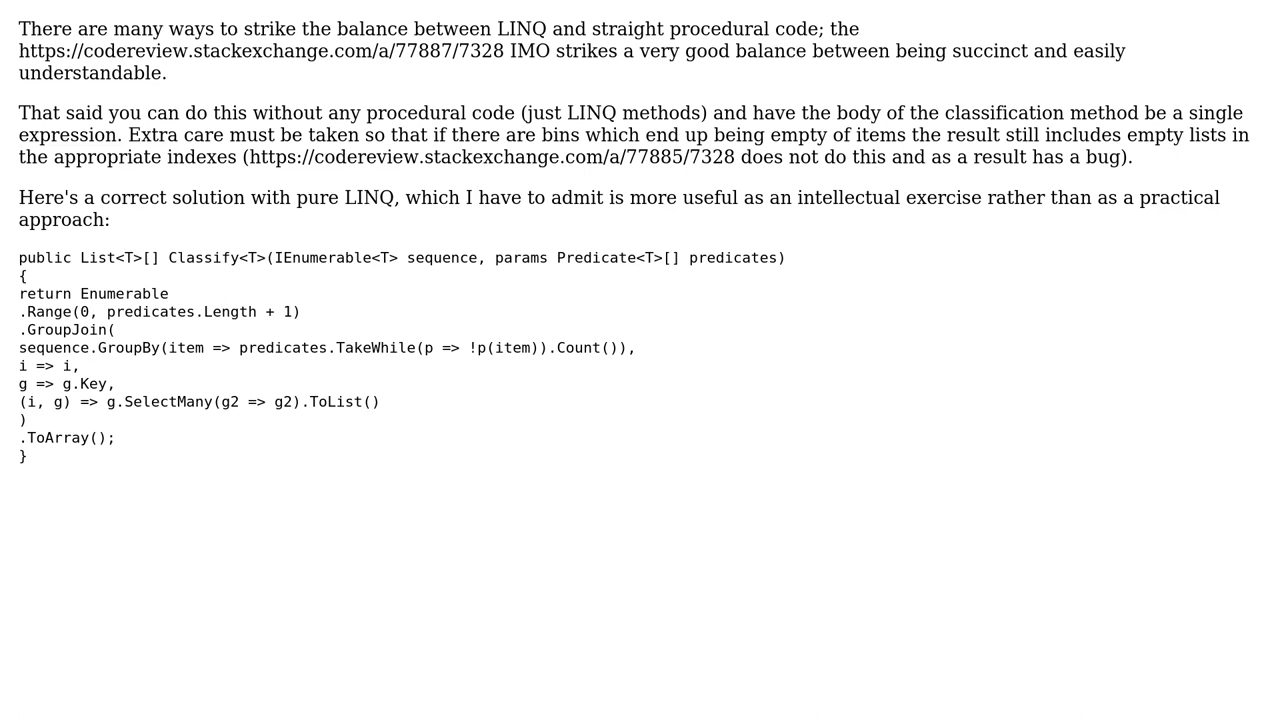 There are many ways to strike the balance between LINQ and straight procedural code; the
https://codereview.stackexchange.com/a/77887/7328 IMO strikes a very good balance between being succinct and easily
understandable.
That said you can do this without any procedural code (just LINQ methods) and have the body of the classification method be a single
expression. Extra care must be taken so that if there are bins which end up being empty of items the result still includes empty lists in
the appropriate indexes (https://codereview.stackexchange.com/a/77885/7328 does not do this and as a result has a bug).
Here's a correct solution with pure LINQ, which I have to admit is more useful as an intellectual exercise rather than as a practical
approach:
public List<T>[] Classify<T>(IEnumerable<T> sequence, params Predicate<T>[] predicates)
{
return Enumerable
.Range(0, predicates.Length + 1)
.GroupJoin(
sequence.GroupBy(item => predicates.TakeWhile(p => !p(item)).Count()),
i => i,
g => g.Key,
(i, g) => g.SelectMany(g2 => g2).ToList()
)
.ToArray();
}